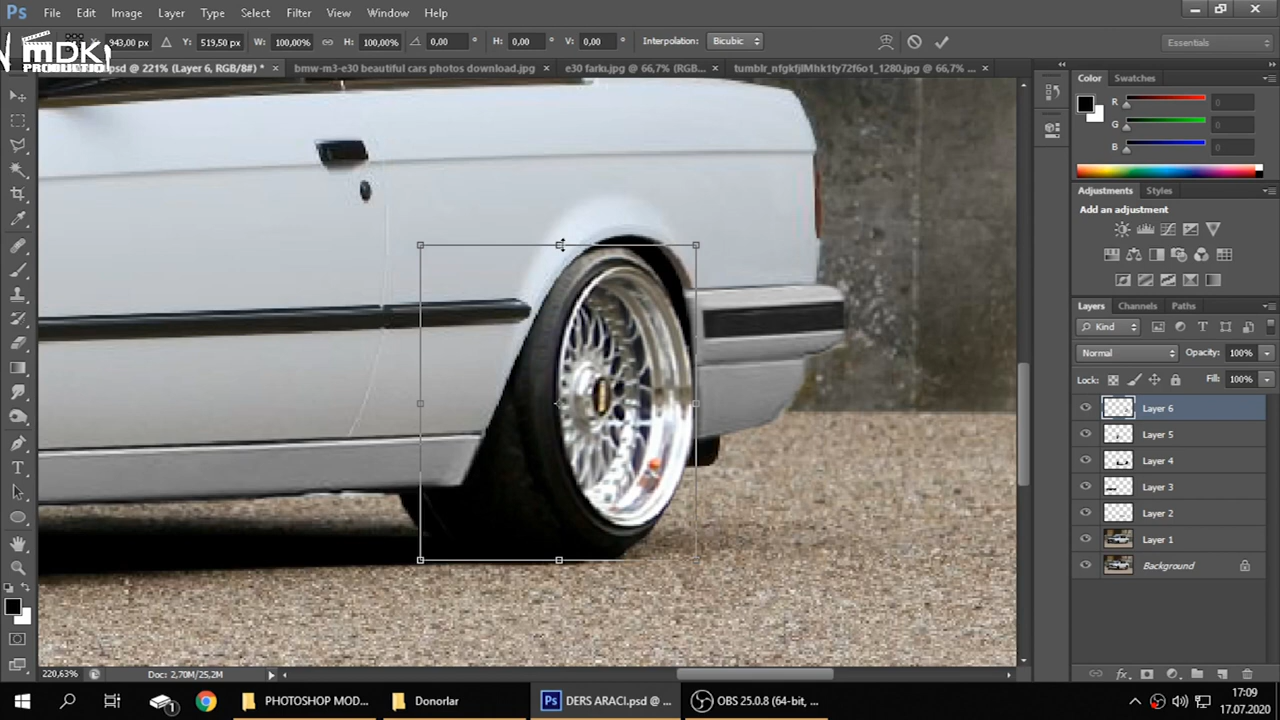 Ps File Edit Image Layer Type Select Filter View Window Help
X: 943,00 px Y: 519,50 px W: 100,00% H: 100,00% 0,00 ° H: 0,00 ° V: 0,00 ° Interpolation: Bicubic Essentials
mDK
PRODUCTION
.psd @ 221% (Layer 6, RGB/8#) * × bmw-m3-e30 beautiful cars photos download.jpg × e30 farks.jpg @ 66,7% (RGB... × tumblr_nfgkfjlMhk1ty72f6o1_1280.jpg @ 66,7% ... ×
Color Swatches
R 0
G 0
B 0
Adjustments Styles
Add an adjustment
Layers Channels Paths
Kind
Normal Opacity: 100%
Lock: Fill: 100%
Layer 6
Layer 5
Layer 4
Layer 3
Layer 2
Layer 1
Background
220,63% Doc: 2,70M/25,2M
1 PHOTOSHOP MOD... Donorlar Ps DERS ARACI.psd @ ... OBS 25.0.8 (64-bit, ...
17:09
17.07.2020